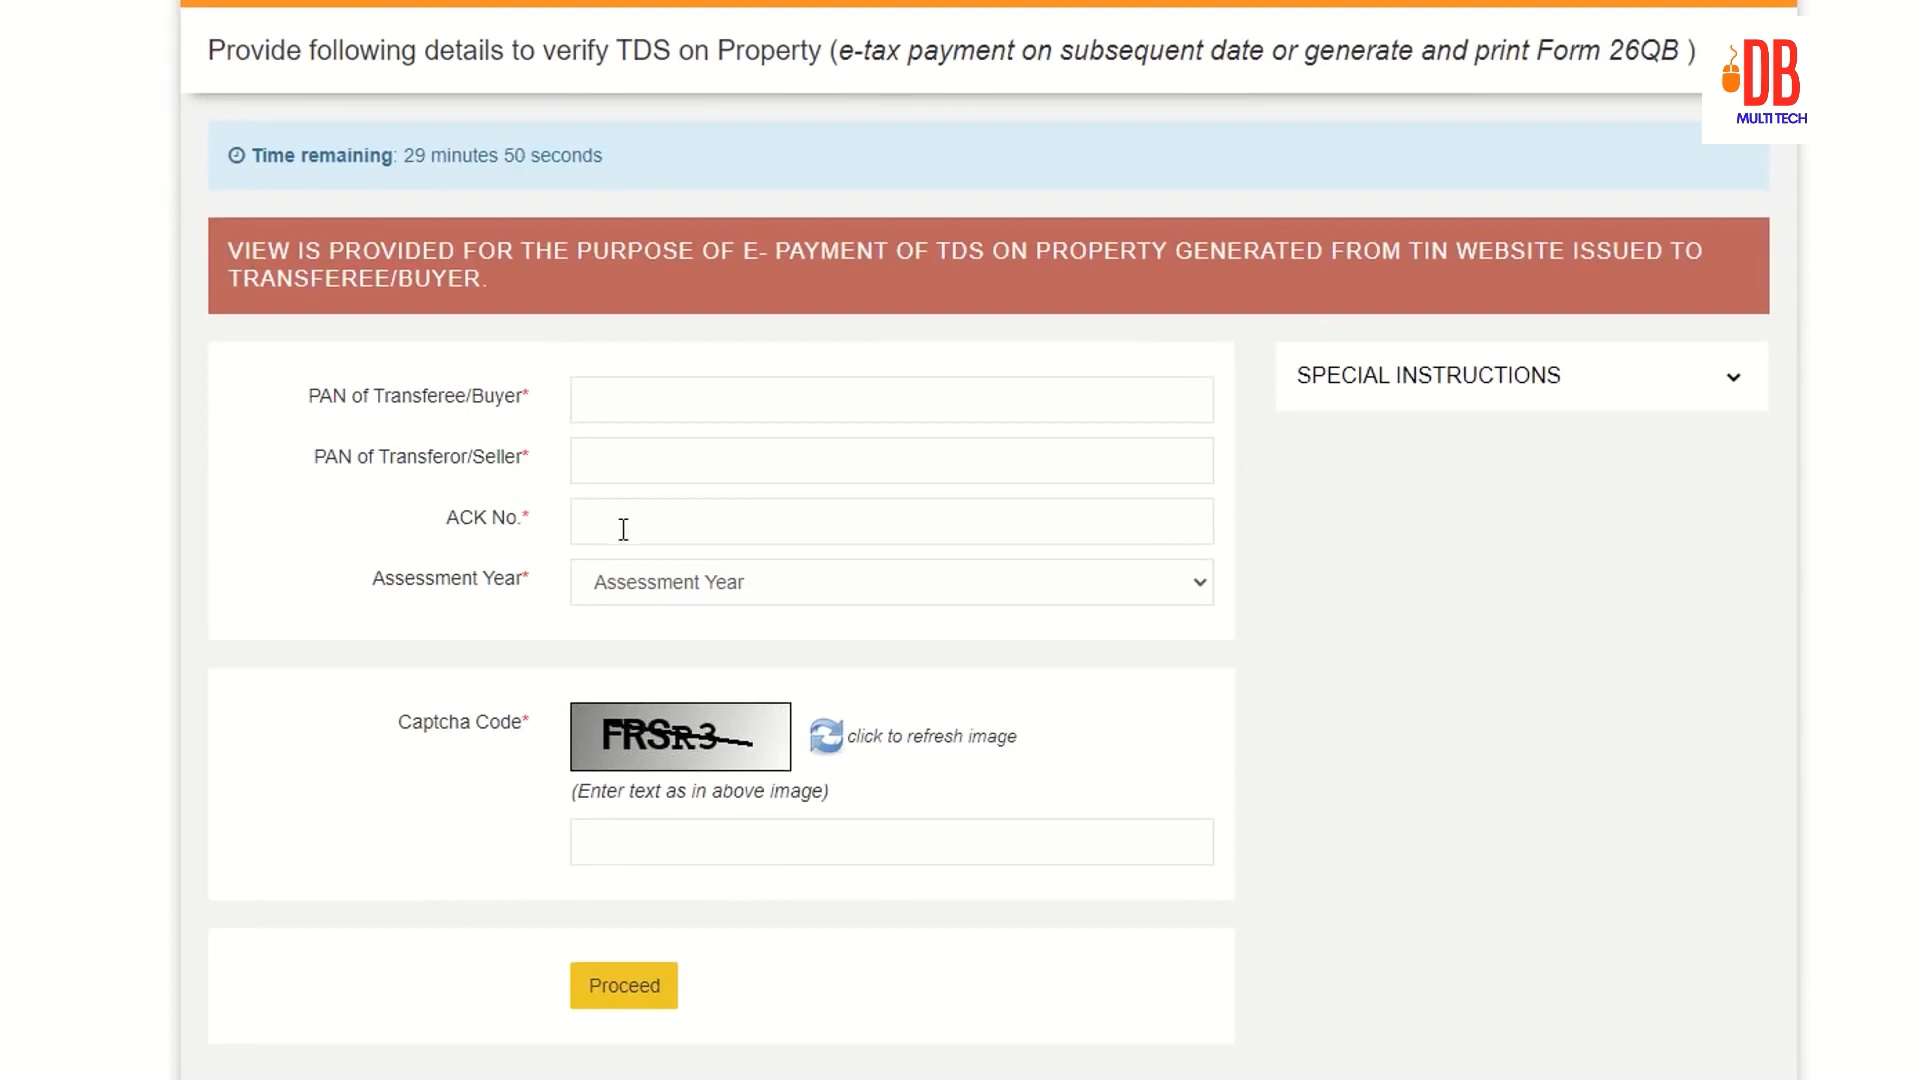 Provide following details to verify TDS on Property (e-tax payment on subsequent date or generate and print Form 26QB )
DB
MULTI TECH
Time remaining: 29 minutes 50 seconds
VIEW IS PROVIDED FOR THE PURPOSE OF E- PAYMENT OF TDS ON PROPERTY GENERATED FROM TIN WEBSITE ISSUED TO
TRANSFEREE/BUYER.
PAN of Transferee/Buyer*
PAN of Transferor/Seller*
ACK No.*
Assessment Year*
Assessment Year
SPECIAL INSTRUCTIONS
Captcha Code*
FRSR3
click to refresh image
(Enter text as in above image)
Proceed